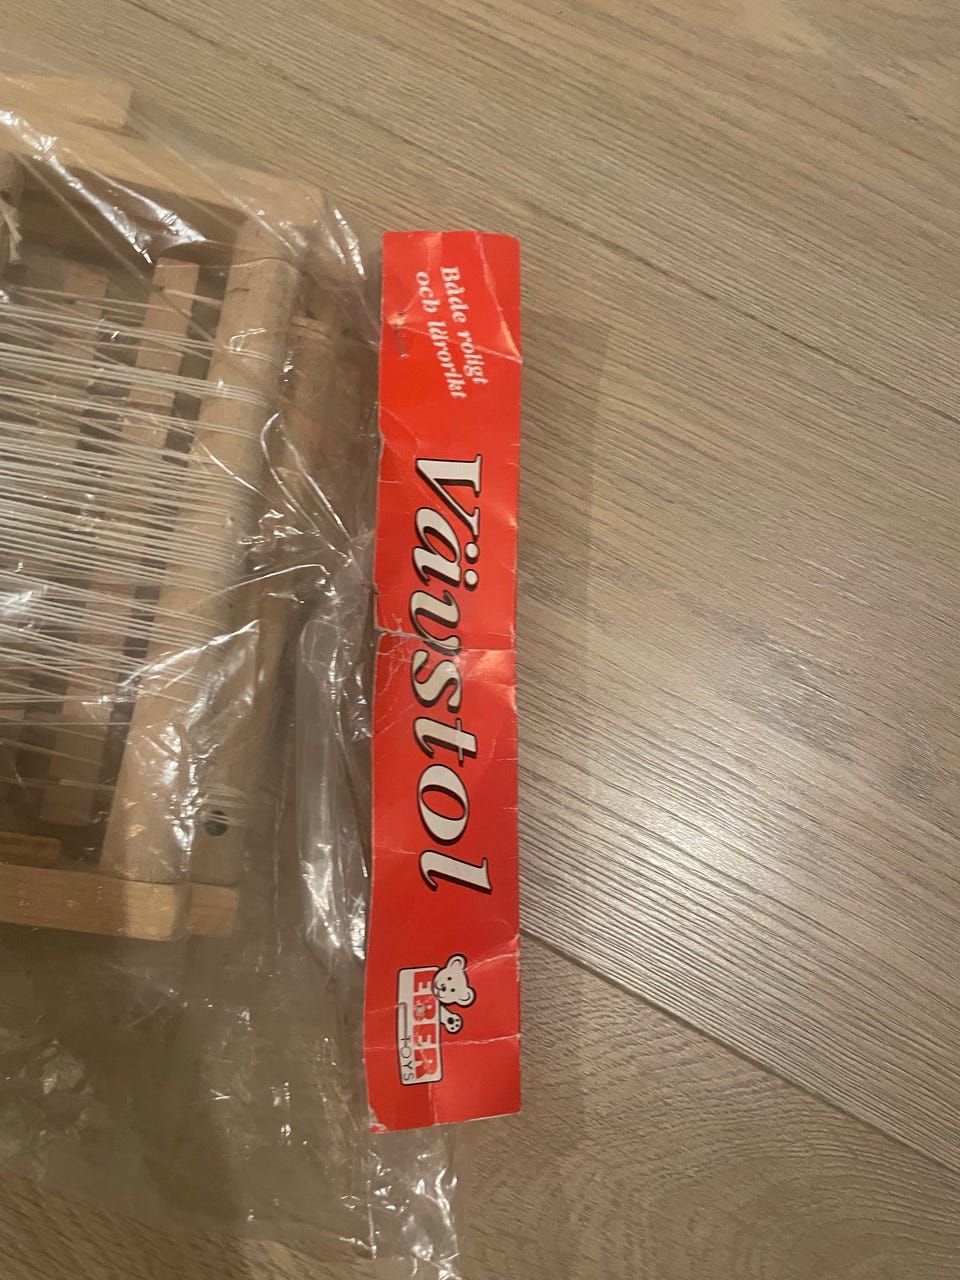 Både roligt
och lärorikt
Vävstol
EBER
TOYS